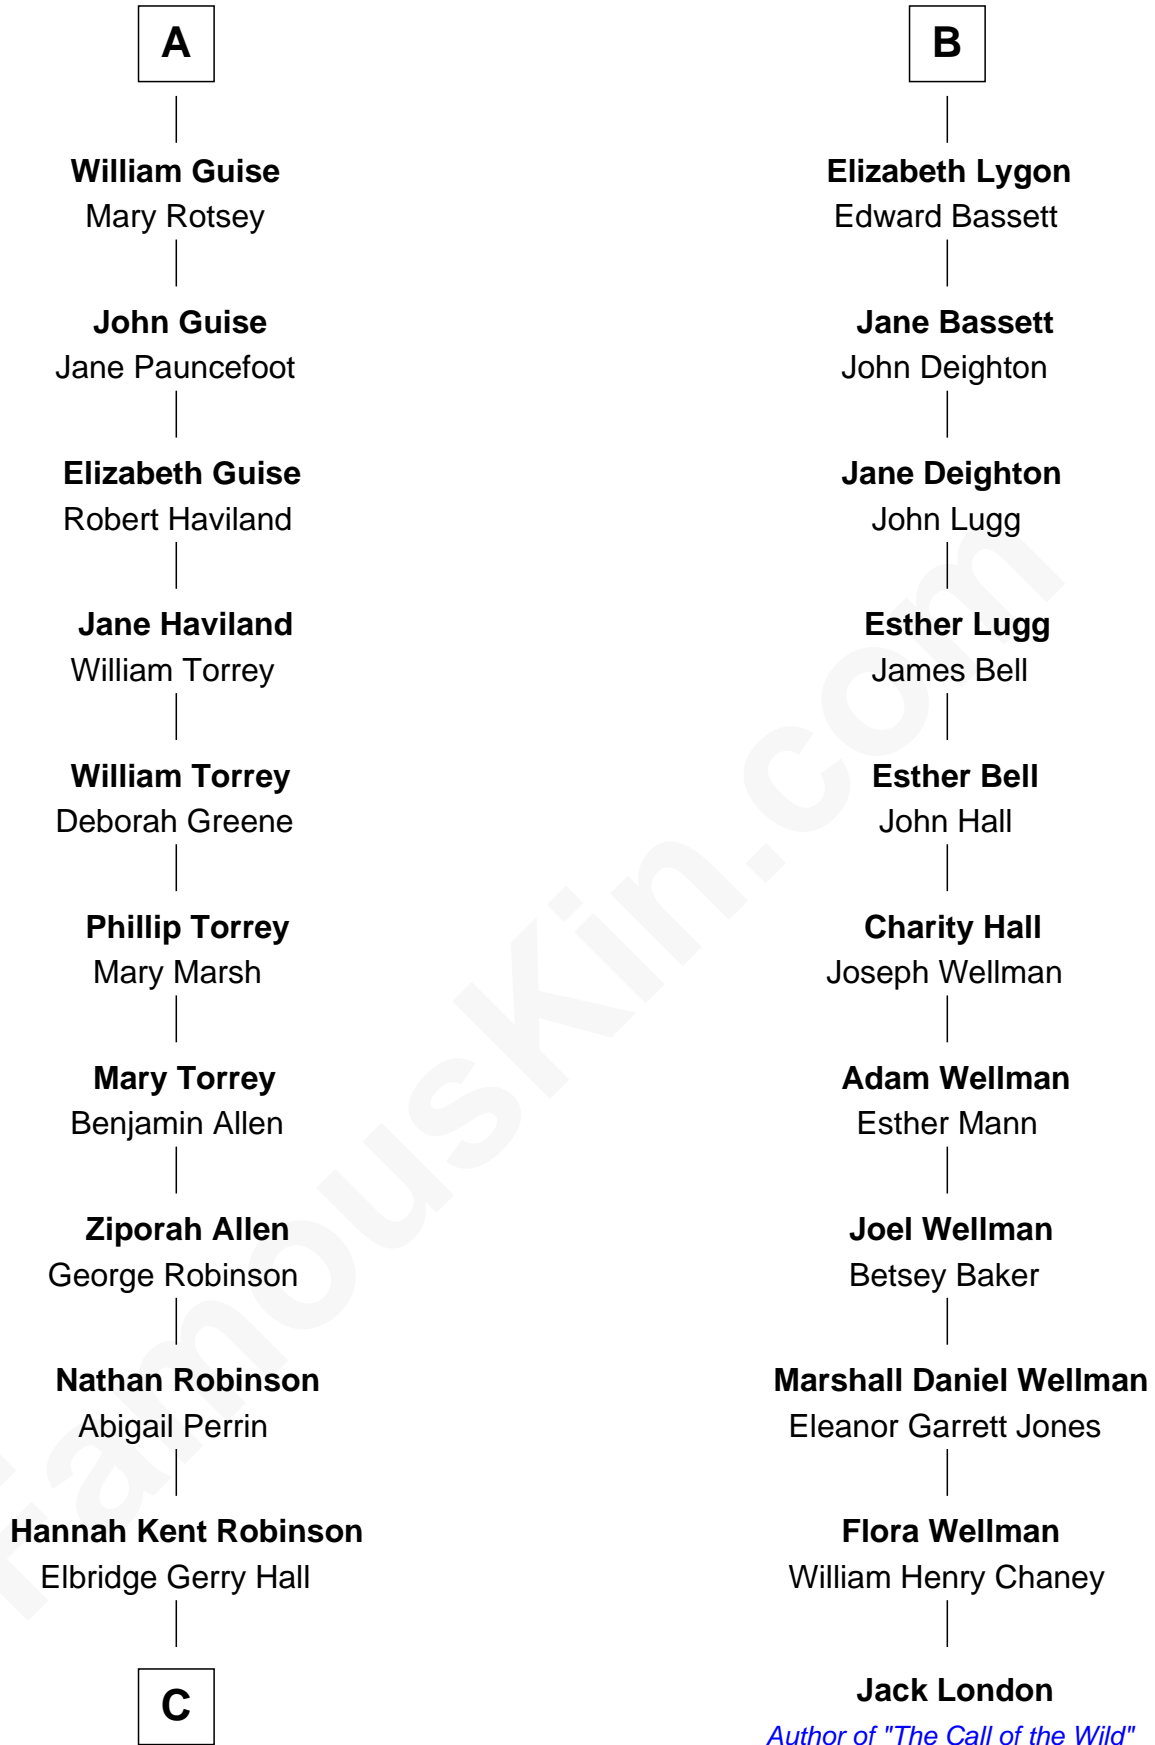 A
William Guise
Mary Rotsey
John Guise
Jane Pauncefoot
Elizabeth Guise
Robert Haviland
Jane Haviland
William Torrey
William Torrey
Deborah Greene
Phillip Torrey
Mary Marsh
Mary Torrey
Benjamin Allen
Ziporah Allen
George Robinson
Nathan Robinson
Abigail Perrin
Hannah Kent Robinson
Elbridge Gerry Hall
C
B
Elizabeth Lygon
Edward Bassett
Jane Bassett
John Deighton
Jane Deighton
John Lugg
Esther Lugg
James Bell
Esther Bell
John Hall
Charity Hall
Joseph Wellman
Adam Wellman
Esther Mann
Joel Wellman
Betsey Baker
Marshall Daniel Wellman
Eleanor Garrett Jones
Flora Wellman
William Henry Chaney
Jack London
Author of "The Call of the Wild"
FamousKin.com